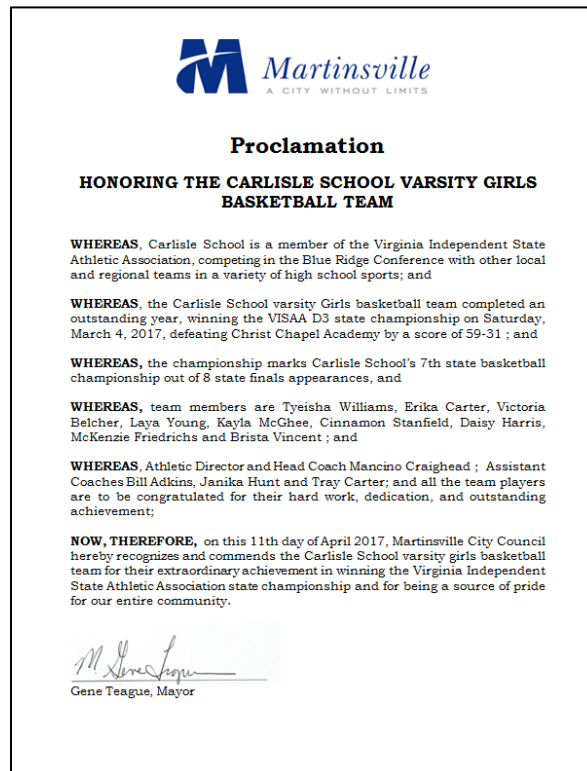 Martinsville
A CITY WITHOUT LIMITS
Proclamation
HONORING THE CARLISLE SCHOOL VARSITY GIRLS
BASKETBALL TEAM
WHEREAS, Carlisle School is a member of the Virginia Independent State
Athletic Association, competing in the Blue Ridge Conference with other local
and regional teams in a variety of high school sports; and
WHEREAS, the Carlisle School varsity Girls basketball team completed an
outstanding year, winning the VISAA D3 state championship on Saturday,
March 4, 2017, defeating Christ Chapel Academy by a score of 59-31 ; and
WHEREAS, the championship marks Carlisle School's 7th state basketball
championship out of 8 state finals appearances, and
WHEREAS, team members are Tyeisha Williams, Erika Carter, Victoria
Belcher, Laya Young, Kayla McGhee, Cinnamon Stanfield, Daisy Harris,
McKenzie Friedrichs and Brista Vincent ; and
WHEREAS, Athletic Director and Head Coach Mancino Craighead ; Assistant
Coaches Bill Adkins, Janika Hunt and Tray Carter; and all the team players
are to be congratulated for their hard work, dedication, and outstanding
achievement;
NOW, THEREFORE, on this 11th day of April 2017, Martinsville City Council
hereby recognizes and commends the Carlisle School varsity girls basketball
team for their extraordinary achievement in winning the Virginia Independent
State Athletic Association state championship and for being a source of pride
for our entire community.
M. Gene
Gene Teague, Mayor